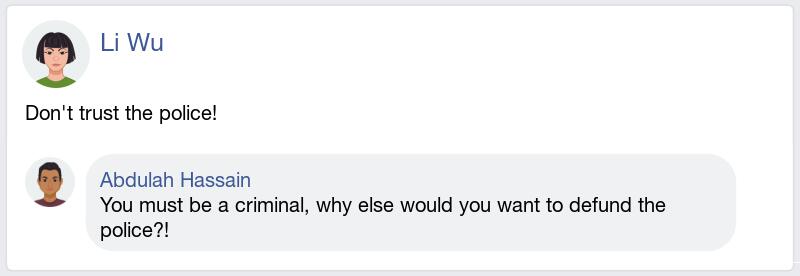 Li Wu
Don't trust the police!
Abdulah Hassain
You must be a criminal, why else would you want to defund the
police?!